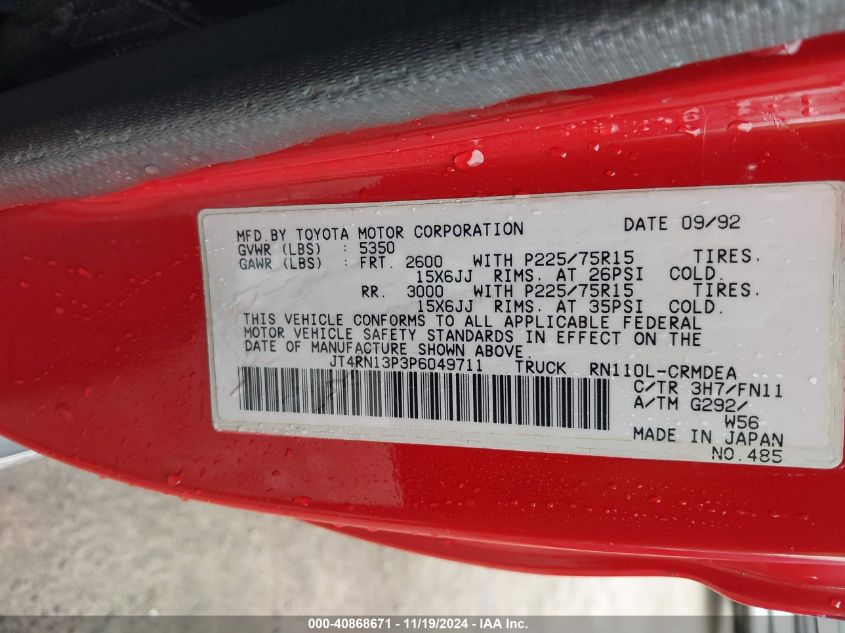 MFD.BY TOYOTA MOTOR CORPORATION DATE 09/92
GVWR (LBS) : 5350
GAWR (LBS) : FRT. 2600 WITH P225/75R15 TIRES.
15X6JJ RIMS. AT 26PSI COLD.
RR. 3000 WITH P225/75R15 TIRES.
15X6JJ RIMS. AT 35PSI COLD.
THIS VEHICLE CONFORMS TO ALL APPLICABLE FEDERAL
MOTOR VEHICLE SAFETY STANDARDS IN EFFECT ON THE
DATE OF MANUFACTURE SHOWN ABOVE.
JT4RN13P3P6049711 TRUCK RN110L-CRMDEA
C/TR 3H7/FN11
A/TM G292/
W56
MADE IN JAPAN
NO.485
000-40868671 - 11/19/2024 - IAA Inc.